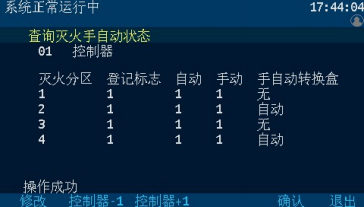 系统正常运行中 17:44:04
查询灭火手自动状态
01 控制器
灭火分区 登记标志 自动 手动 手自动转换盒
1 1 1 1 无
2 1 1 1 自动
3 1 1 1 无
4 1 1 1 自动
操作成功
修改 控制器-1 控制器+1 确认 退出